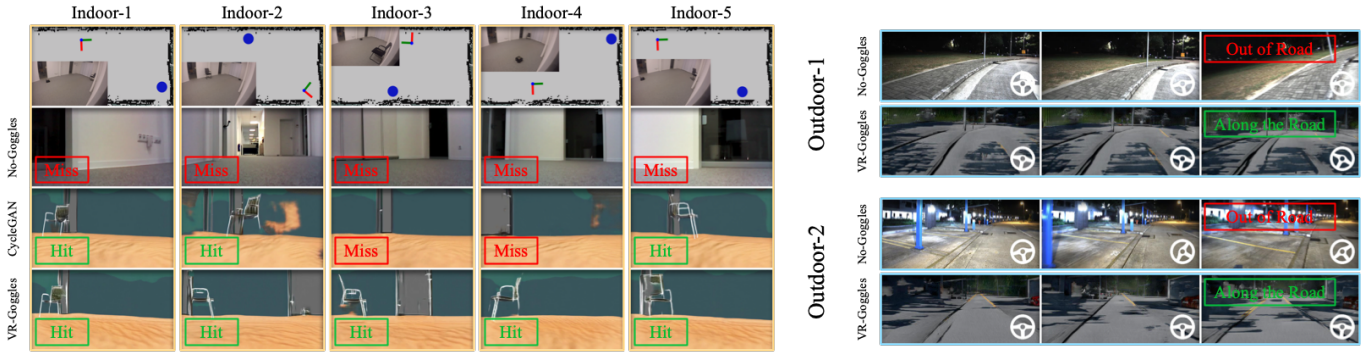 Indoor-1 Indoor-2 Indoor-3 Indoor-4 Indoor-5
No-Goggles
Miss Miss Miss Miss Miss
CycleGAN
Hit Hit Miss Miss Hit
VR-Goggles
Hit Hit Hit Hit Hit
Outdoor-1
No-Goggles
Out of Road
VR-Goggles
Along the Road
Outdoor-2
No-Goggles
Out of Road
VR-Goggles
Along the Road